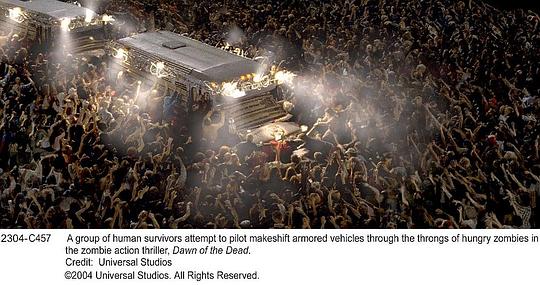 2304-C457 A group of human survivors attempt to pilot makeshift armored vehicles through the throngs of hungry zombies in
the zombie action thriller, Dawn of the Dead.
Credit: Universal Studios
©2004 Universal Studios. All Rights Reserved.